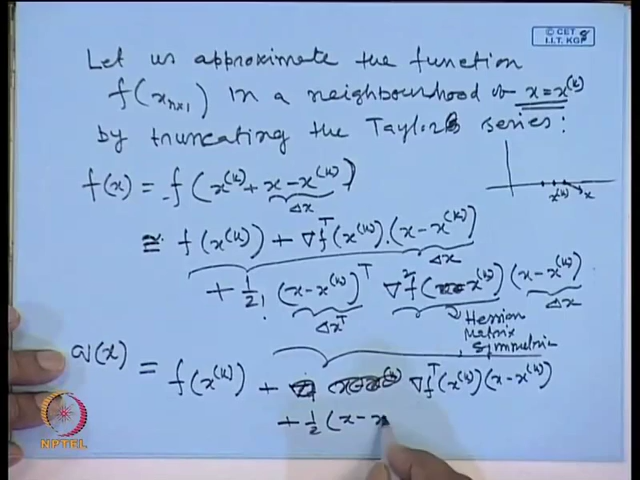 © CET
I.I.T. KGP
Let us approximate the function
f(x_{n×1}) in a neighbourhood of x = x^{(k)}
by truncating the Taylor's series:
f(x) = f(x^{(k)} + x - x^{(k)})
Δx
x^{(k)} x
≅ f(x^{(k)}) + ∇f^T(x^{(k)}).(x - x^{(k)})
Δx
+ 1/2! (x - x^{(k)})^T ∇²f(x^{(k)}) (x - x^{(k)})
Δx^T Δx
Hessian
Matrix
Symmetric
q(x) = f(x^{(k)}) + ∇f^T(x^{(k)})(x - x^{(k)})
+ 1/2 (x - x
NPTEL